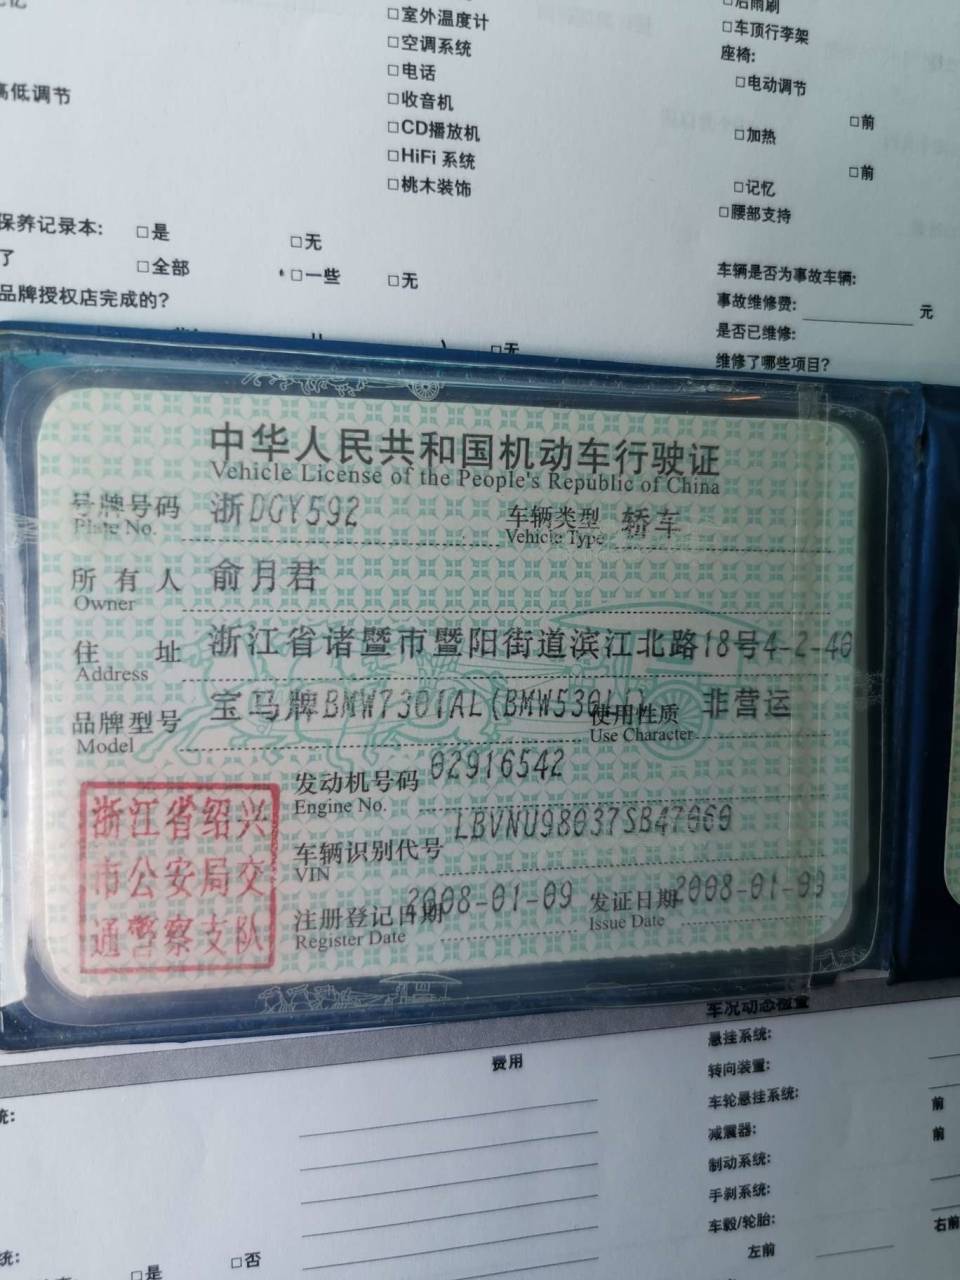 □室外温度计
□空调系统
□电话
□收音机
□CD播放机
□HiFi 系统
□桃木装饰
高低调节
□后雨刷
□车顶行李架
座椅:
□电动调节
□前
□加热
□前
□记忆
□腰部支持
保养记录本: □是 □无
了 □全部 □一些 □无
品牌授权店完成的?
□无
车辆是否为事故车辆:
事故维修费: 元
是否已维修:
维修了哪些项目?
中华人民共和国机动车行驶证
Vehicle License of the People's Republic of China
号牌号码 浙DGY592 车辆类型 轿车
Plate No. Vehicle Type
所有人 俞月君
Owner
住址 浙江省诸暨市暨阳街道滨江北路18号4-2-40
Address
品牌型号 宝马牌BMW7301AL(BMW530Li) 使用性质 非营运
Model Use Character
发动机号码 02916542
Engine No.
车辆识别代号 LBVNU98037SB47069
VIN
注册登记日期 2008-01-09 发证日期 2008-01-09
Register Date Issue Date
浙江省绍兴
市公安局交
通警察支队
费用
车况动态检查
悬挂系统:
转向装置:
车轮悬挂系统: 前
减震器: 前
制动系统:
手刹系统:
车毂/轮胎: 右前
左前
统:
统: □否
□是